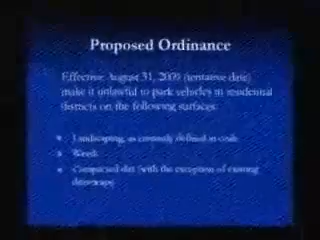 Proposed Ordinance
Effective August 31, 2009 (tentative date)
make it unlawful to park vehicles in residential
districts on the following surfaces:
Landscaping, as currently defined in code
Weeds
Compacted dirt (with the exception of existing
driveways)